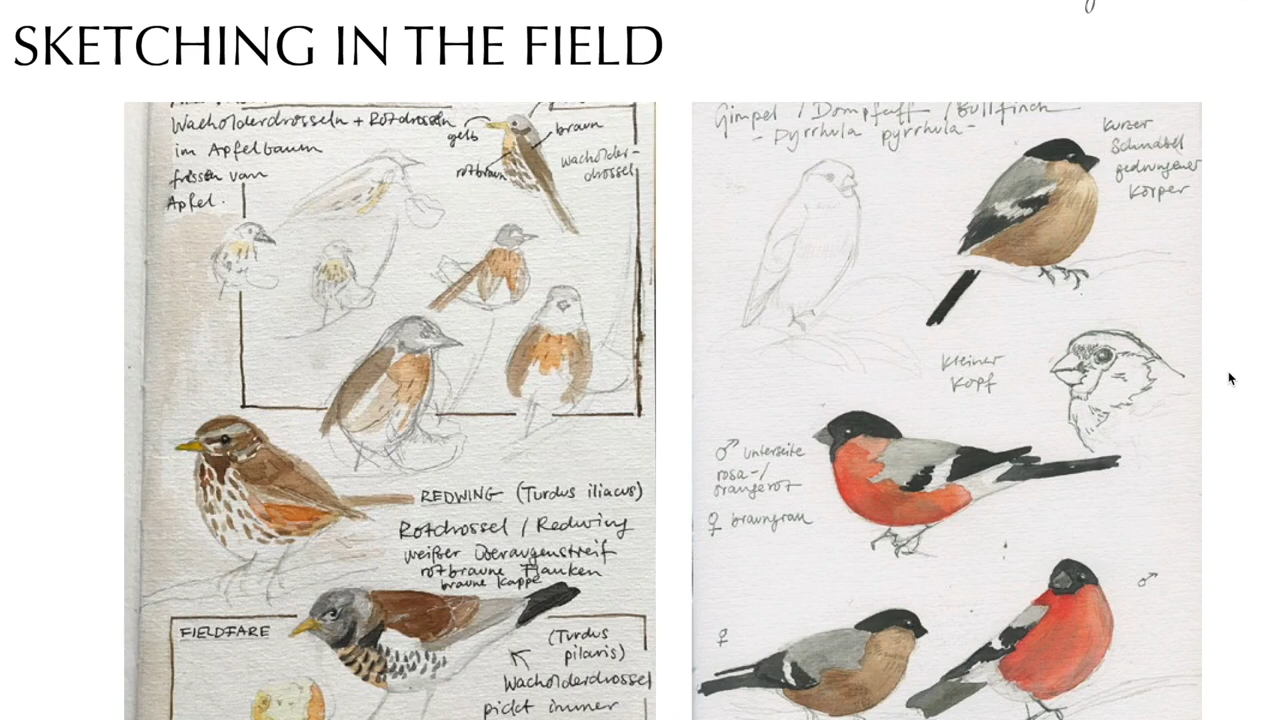 SKETCHING IN THE FIELD
Wacholderdrosseln + Rotdrosseln
im Apfelbaum
fressen vom
Apfel.
gelb
braun
rotbraun
wacholder-
drossel
REDWING (Turdus iliacus)
Rotdrossel / Redwing
weißer Überaugenstreif
rotbraune Flanken
braune Kappe
FIELDFARE
(Turdus
pilaris)
Wacholderdrossel
pickt immer
Gimpel / Dompfaff / Bullfinch
- Pyrrhula pyrrhula -
kurzer
Schnabel
gedrungener
Körper
kleiner
Kopf
♂ unterseite
rosa-/
orangerot
♀ braungrau
♂
♀